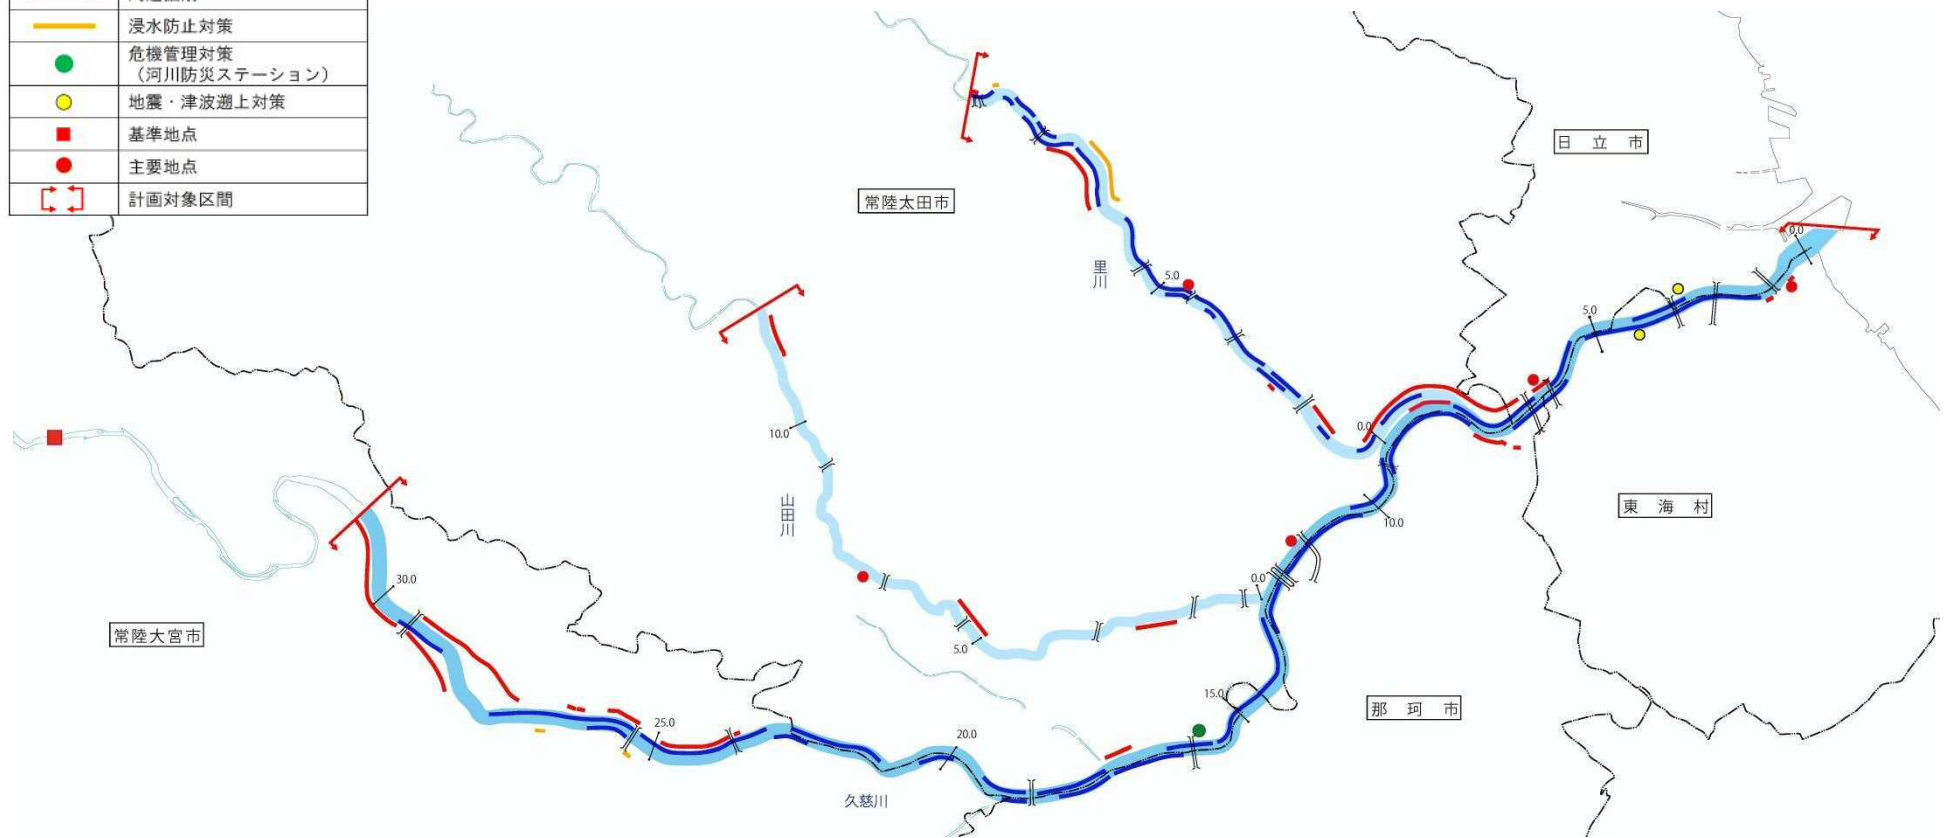 浸水防止対策
危機管理対策
（河川防災ステーション）
地震・津波遡上対策
基準地点
主要地点
計画対象区間
日立市
常陸太田市
0.0
里川
5.0
5.0
10.0
0.0
山田川
東海村
10.0
30.0
0.0
常陸大宮市
5.0
15.0
那珂市
25.0
20.0
久慈川